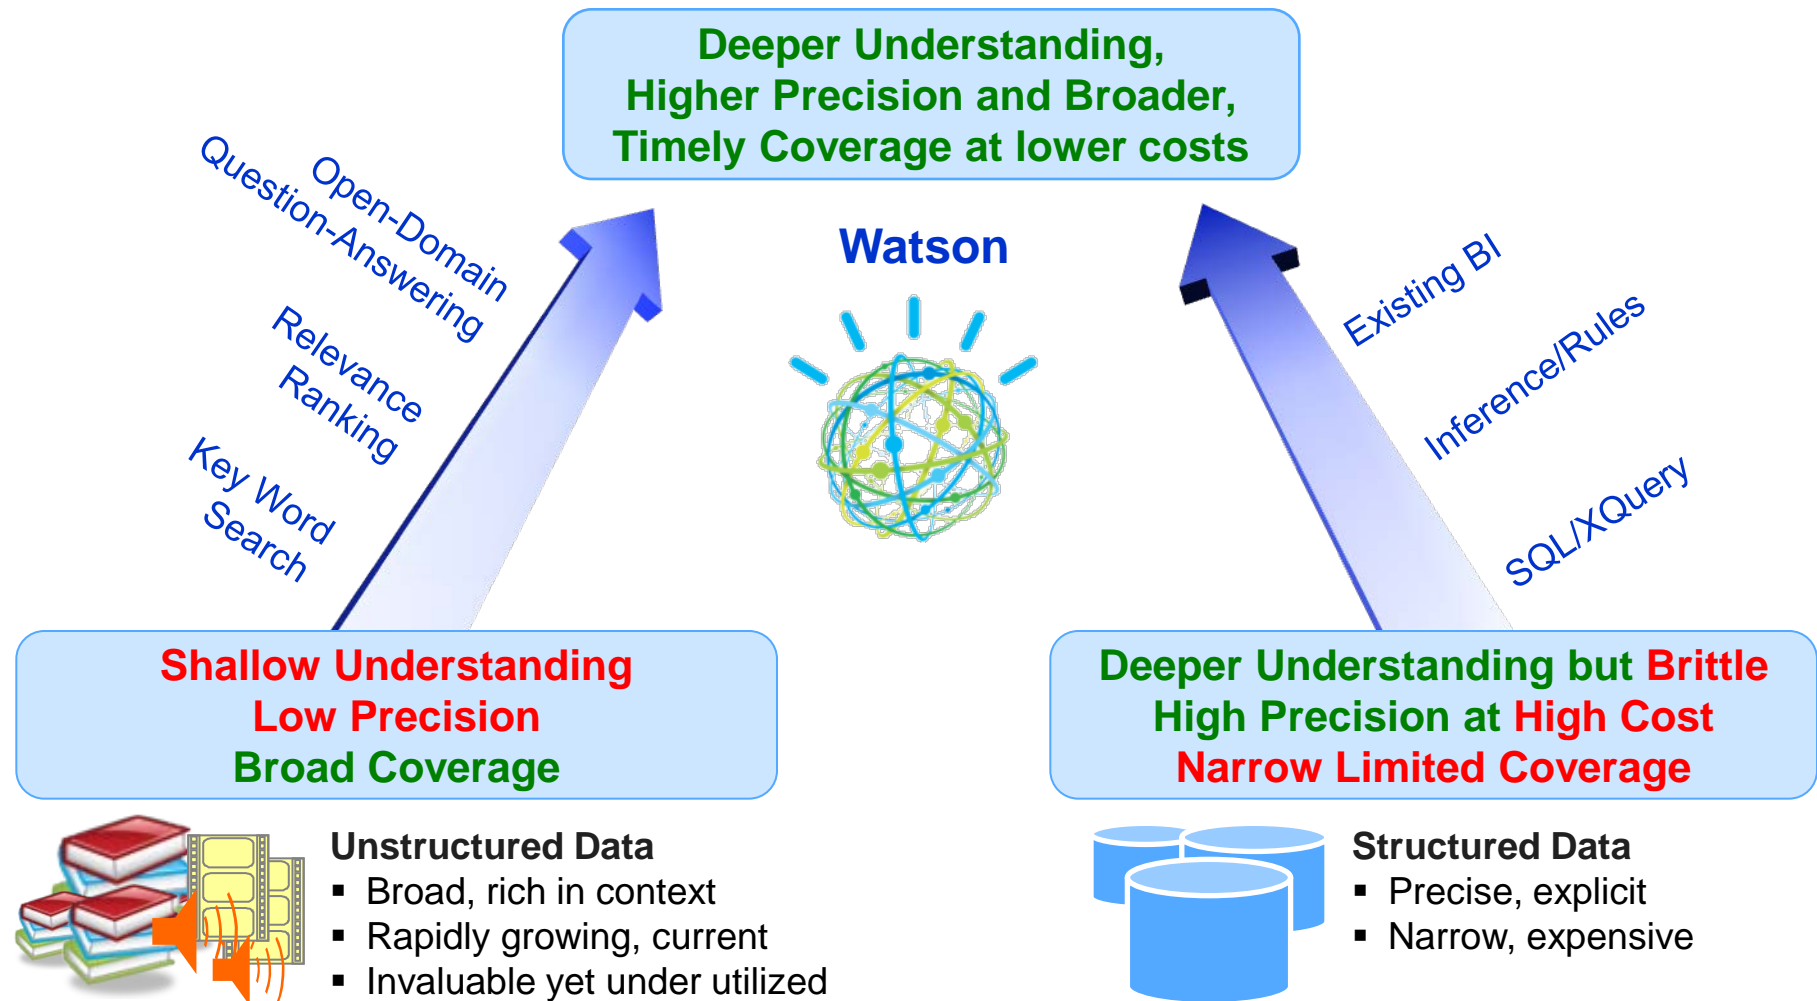 Deeper Understanding,
Higher Precision and Broader,
Timely Coverage at lower costs
Open-Domain
Question-Answering
Relevance
Ranking
Key Word
Search
Watson
Existing BI
Inference/Rules
SQL/XQuery
Shallow Understanding
Low Precision
Broad Coverage
Deeper Understanding but Brittle
High Precision at High Cost
Narrow Limited Coverage
Unstructured Data
▪ Broad, rich in context
▪ Rapidly growing, current
▪ Invaluable yet under utilized
Structured Data
▪ Precise, explicit
▪ Narrow, expensive